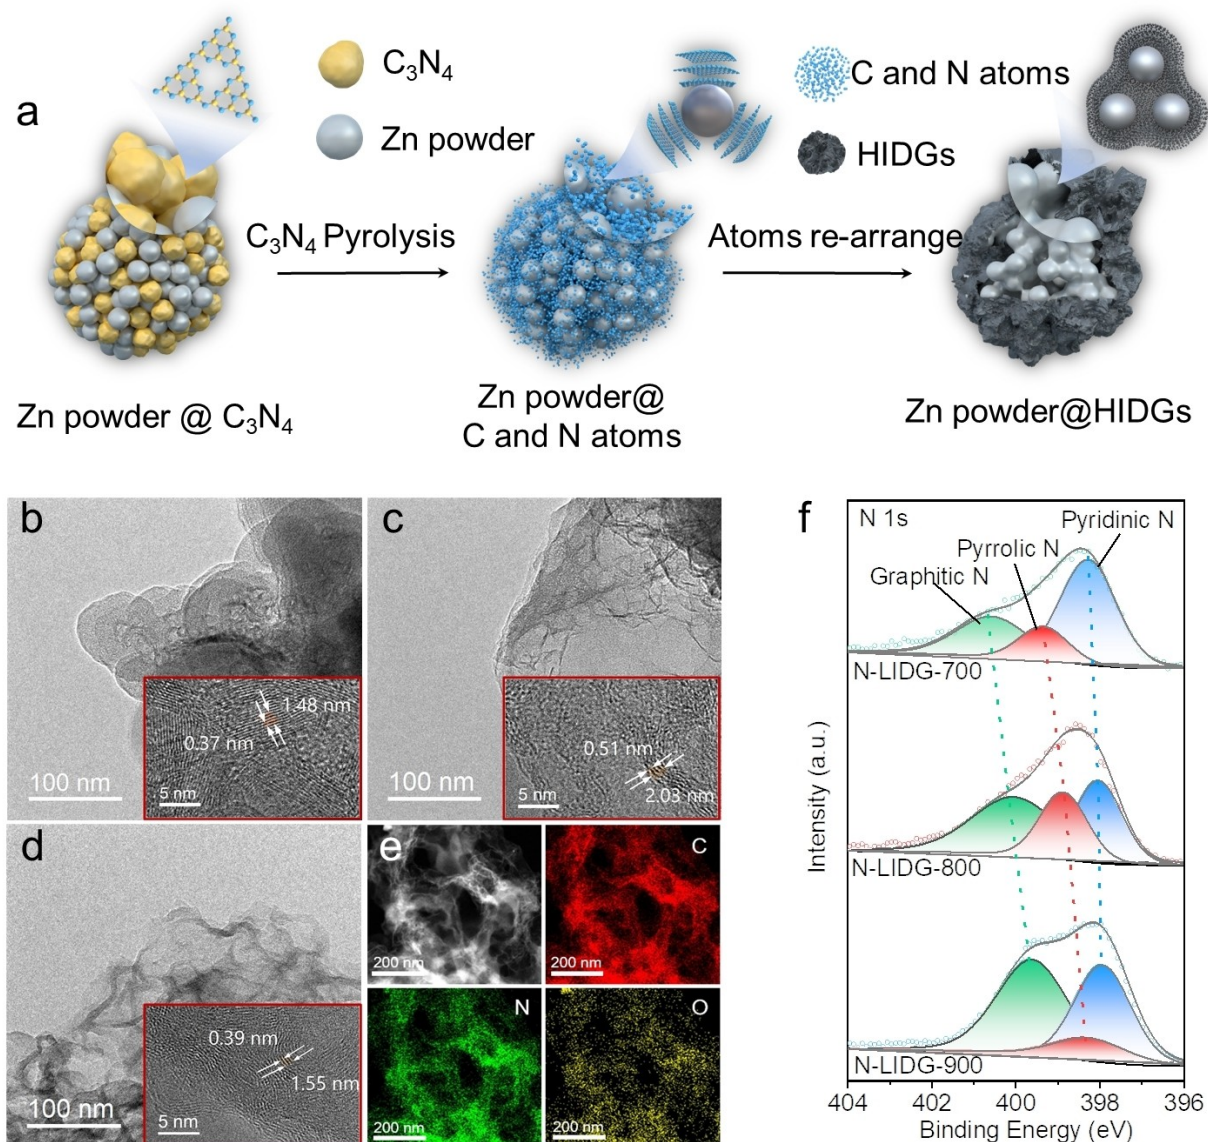 a
C₃N₄
Zn powder
C and N atoms
HIDGs
C₃N₄ Pyrolysis
Atoms re-arrange
Zn powder @ C₃N₄
Zn powder@
C and N atoms
Zn powder@HIDGs
b
1.48 nm
0.37 nm
100 nm
5 nm
c
0.51 nm
2.03 nm
100 nm
5 nm
d
0.39 nm
1.55 nm
100 nm
5 nm
e
200 nm
C
200 nm
N
200 nm
O
200 nm
f
N 1s
Pyridinic N
Pyrrolic N
Graphitic N
N-LIDG-700
N-LIDG-800
N-LIDG-900
Intensity (a.u.)
404 402 400 398 396
Binding Energy (eV)